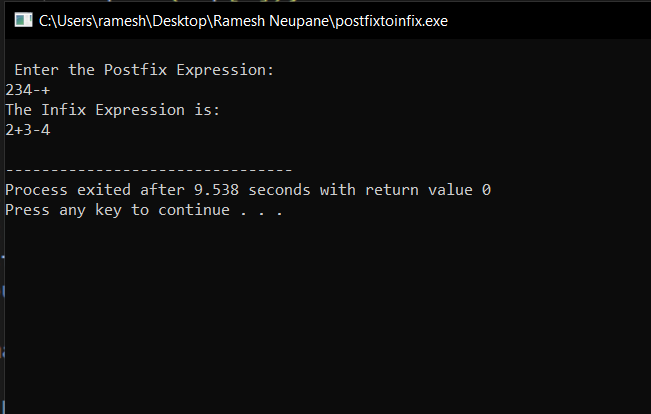 C:\Users\ramesh\Desktop\Ramesh Neupane\postfixtoinfix.exe
Enter the Postfix Expression:
234-+
The Infix Expression is:
2+3-4
--------------------------------
Process exited after 9.538 seconds with return value 0
Press any key to continue . . .